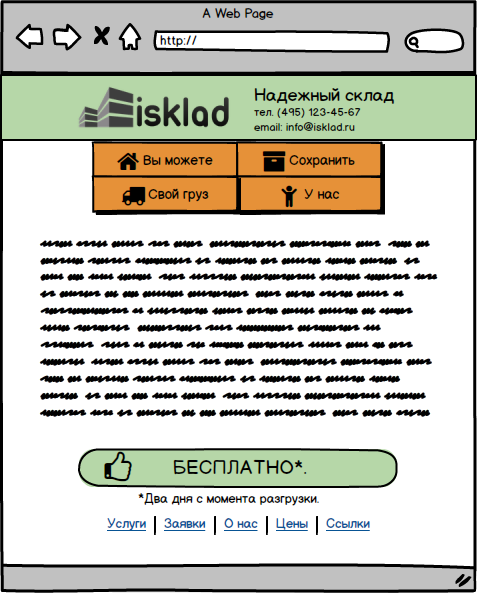 A Web Page
http://
isklad
Надежный склад
тел. (495) 123-45-67
email: info@isklad.ru
Вы можете
Сохранить
Свой груз
У нас
БЕСПЛАТНО*.
*Два дня с момента разгрузки.
Услуги | Заявки | О нас | Цены | Ссылки